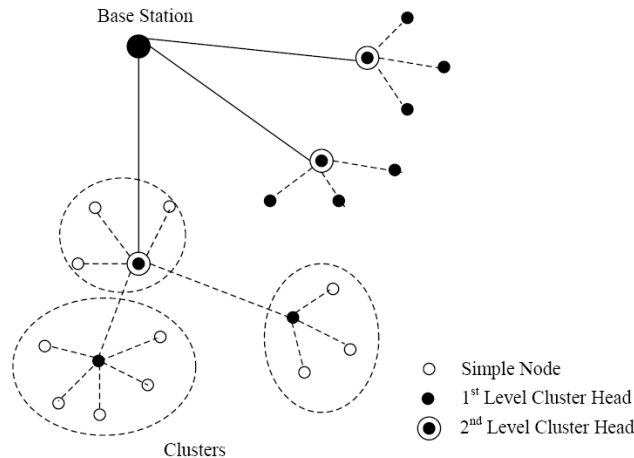 Base Station
Simple Node
1st Level Cluster Head
2nd Level Cluster Head
Clusters